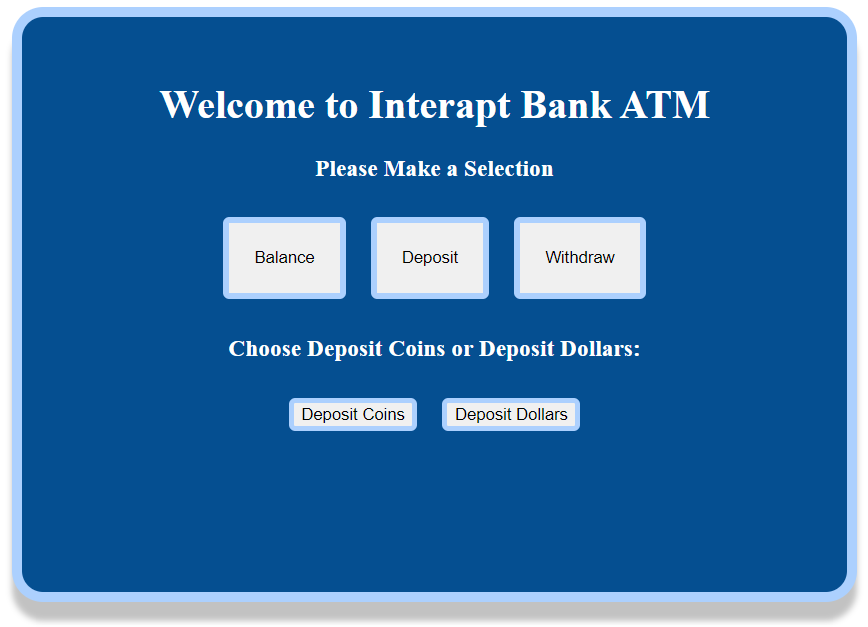 Welcome to Interapt Bank ATM
Please Make a Selection
Balance Deposit Withdraw
Choose Deposit Coins or Deposit Dollars:
Deposit Coins Deposit Dollars